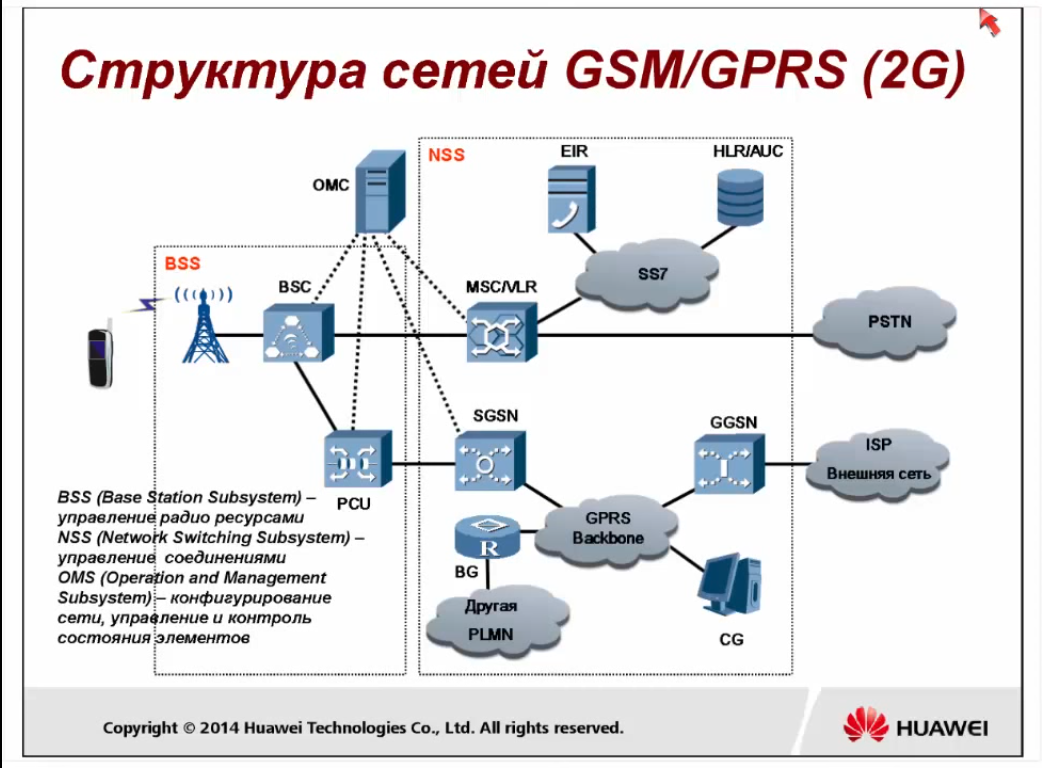 Структура сетей GSM/GPRS (2G)
NSS
EIR
HLR/AUC
OMC
SS7
BSS
BSC
MSC/VLR
PSTN
SGSN
GGSN
ISP
Внешняя сеть
PCU
GPRS
Backbone
R
BG
Другая
PLMN
CG
BSS (Base Station Subsystem) –
управление радио ресурсами
NSS (Network Switching Subsystem) –
управление соединениями
OMS (Operation and Management
Subsystem) – конфигурирование
сети, управление и контроль
состояния элементов
Copyright © 2014 Huawei Technologies Co., Ltd. All rights reserved.
HUAWEI